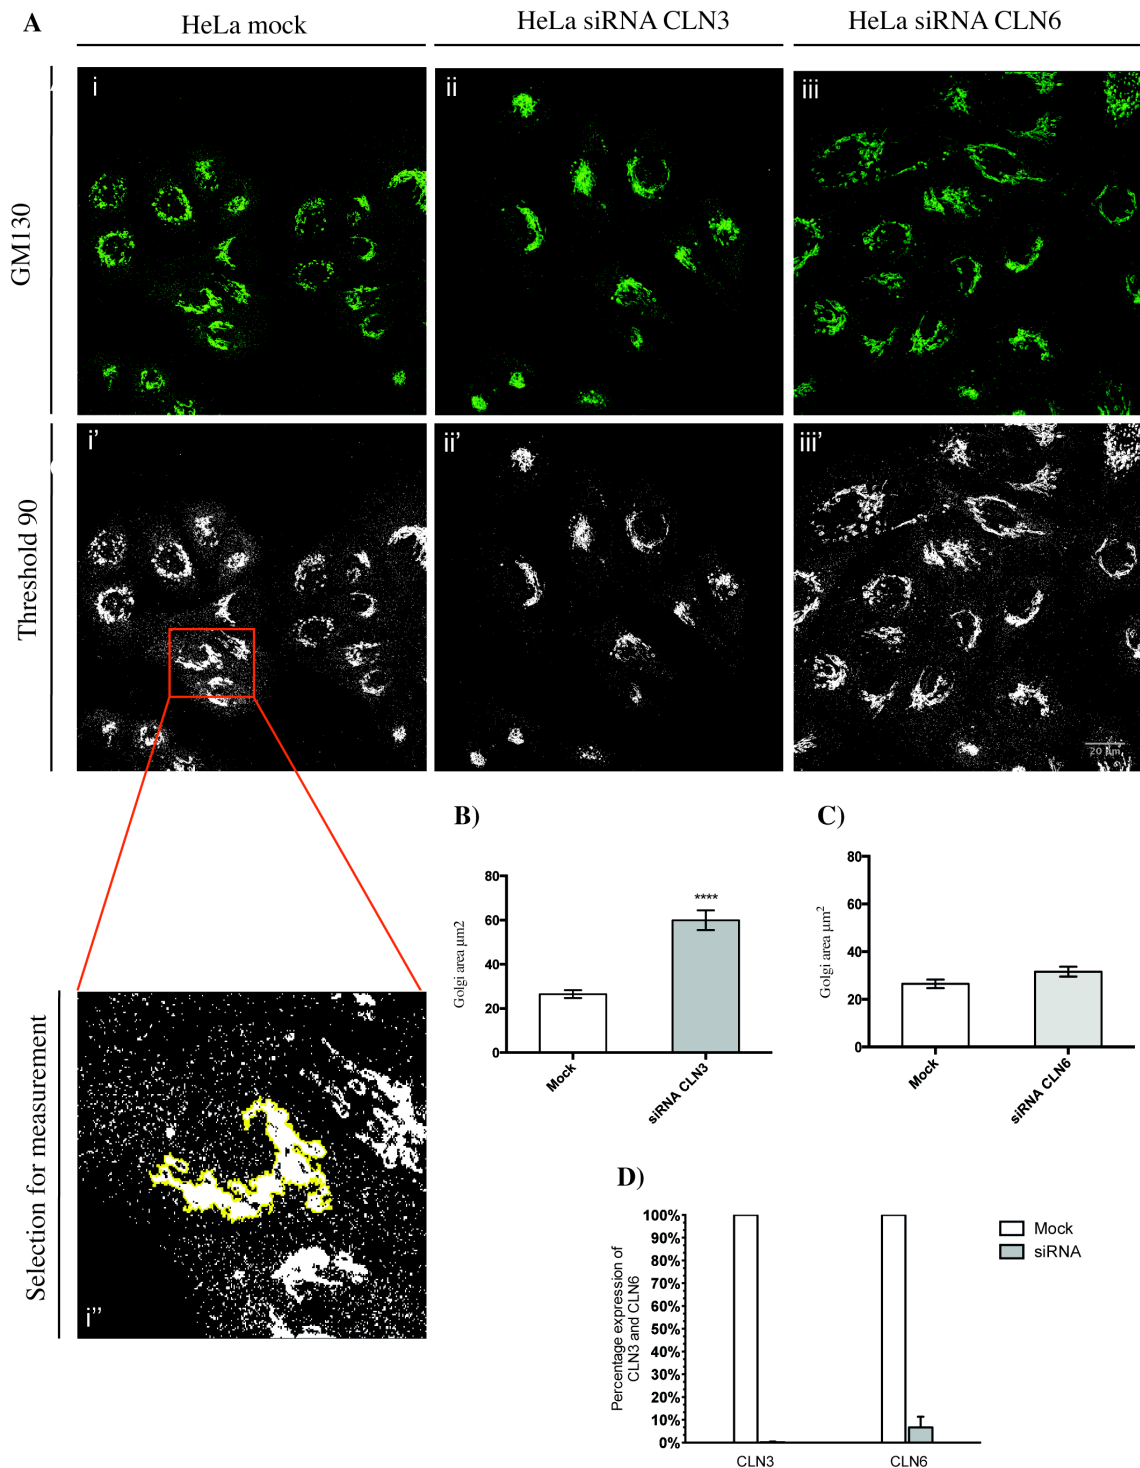 A
HeLa mock
HeLa siRNA CLN3
HeLa siRNA CLN6
GM130
i
ii
iii
Threshold 90
i'
ii'
iii'
20 µm
Selection for measurement
i''
B)
Golgi area µm2
80
60
40
20
0
****
Mock
siRNA CLN3
C)
Golgi area µm²
80
60
40
20
0
Mock
siRNA CLN6
D)
Percentage expression of
CLN3 and CLN6
100%
90%
80%
70%
60%
50%
40%
30%
20%
10%
0%
CLN3
CLN6
Mock
siRNA